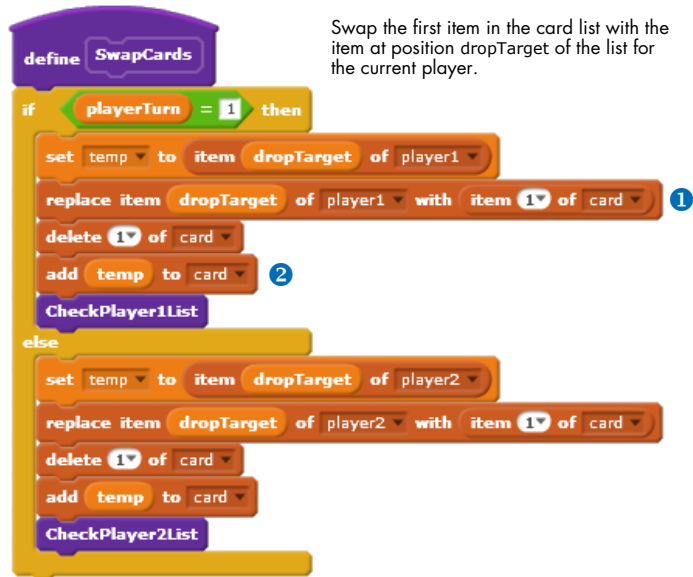 Swap the first item in the card list with the
item at position dropTarget of the list for
the current player.
define SwapCards
if playerTurn = 1 then
set temp to item dropTarget of player1
replace item dropTarget of player1 with item 1 of card 1
delete 1 of card
add temp to card 2
CheckPlayer1List
else
set temp to item dropTarget of player2
replace item dropTarget of player2 with item 1 of card
delete 1 of card
add temp to card
CheckPlayer2List